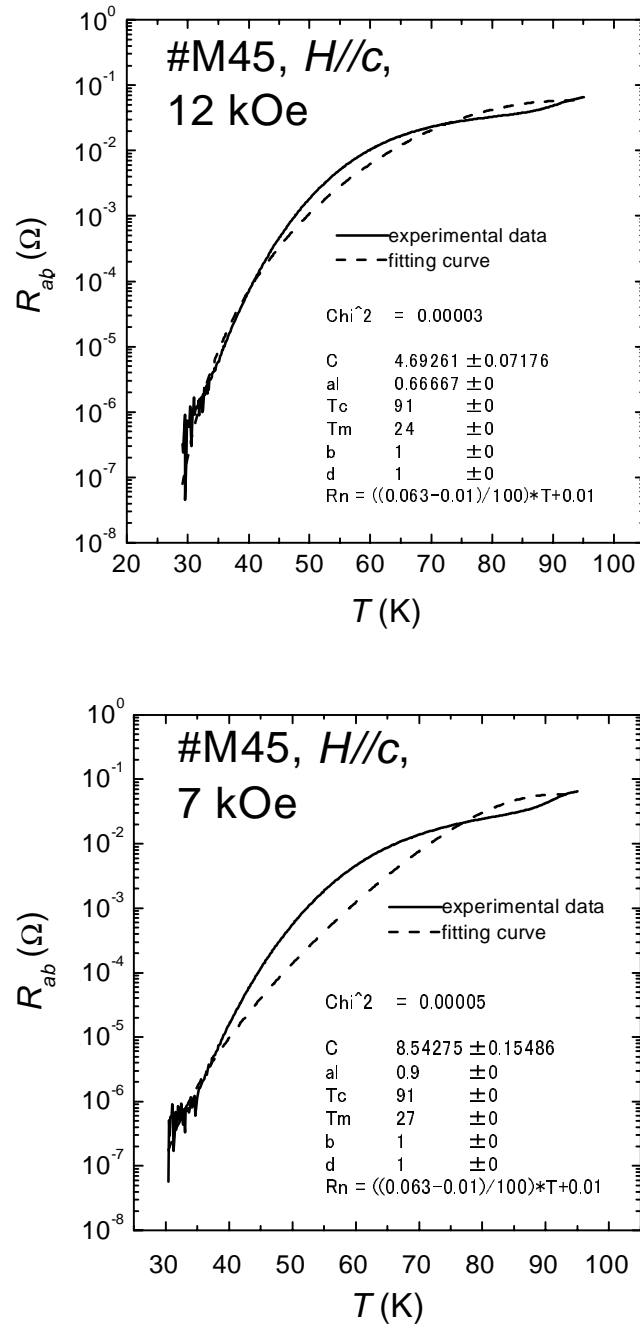 #M45, H//c,
12 kOe
10^0
10^-1
10^-2
10^-3
10^-4
10^-5
10^-6
10^-7
10^-8
R_ab (Ω)
experimental data
fitting curve
Chi^2 = 0.00003
C 4.69261 ±0.07176
al 0.66667 ±0
Tc 91 ±0
Tm 24 ±0
b 1 ±0
d 1 ±0
Rn = ((0.063-0.01)/100)*T+0.01
20 30 40 50 60 70 80 90 100
T (K)
#M45, H//c,
7 kOe
10^0
10^-1
10^-2
10^-3
10^-4
10^-5
10^-6
10^-7
10^-8
R_ab (Ω)
experimental data
fitting curve
Chi^2 = 0.00005
C 8.54275 ±0.15486
al 0.9 ±0
Tc 91 ±0
Tm 27 ±0
b 1 ±0
d 1 ±0
Rn = ((0.063-0.01)/100)*T+0.01
30 40 50 60 70 80 90 100
T (K)